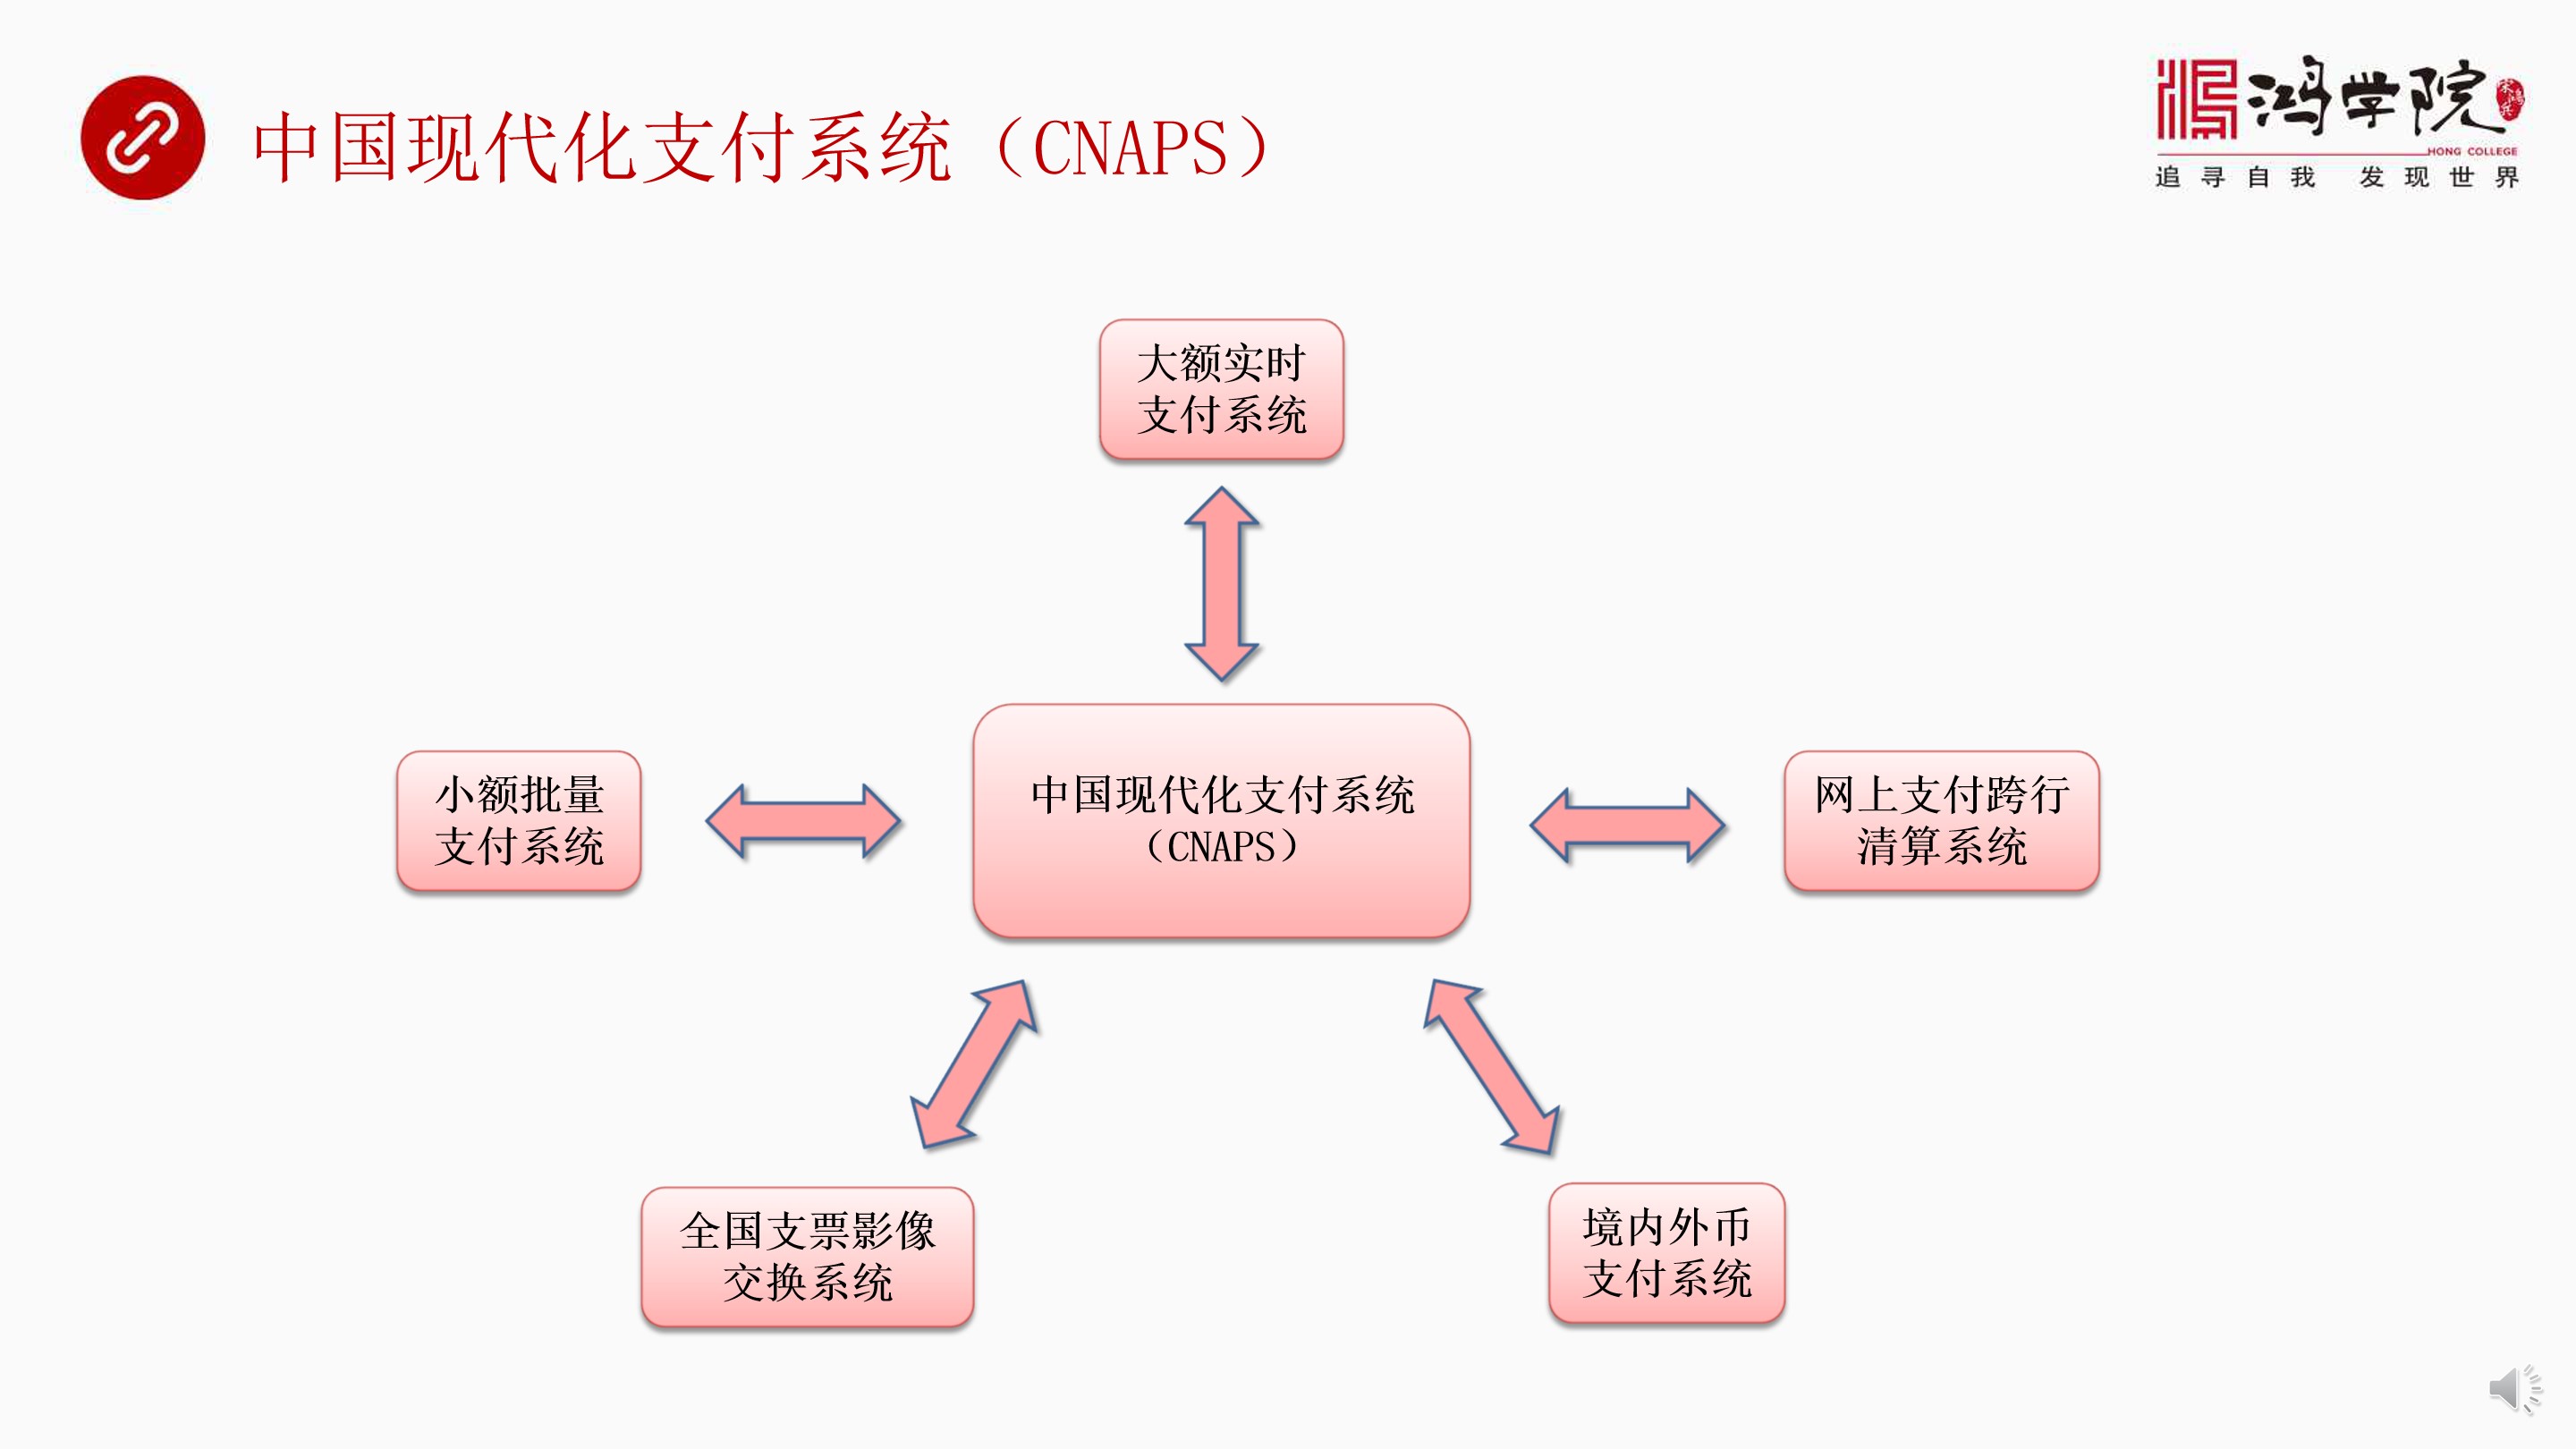 中国现代化支付系统（CNAPS）
鸿学院
HONG COLLEGE
追寻自我 发现世界
大额实时
支付系统
小额批量
支付系统
中国现代化支付系统
（CNAPS）
网上支付跨行
清算系统
全国支票影像
交换系统
境内外币
支付系统